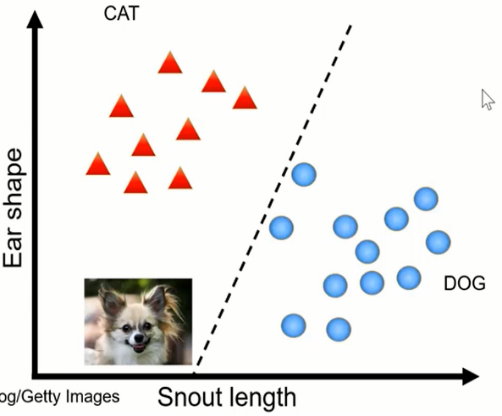 CAT
Ear shape
DOG
og/Getty Images
Snout length